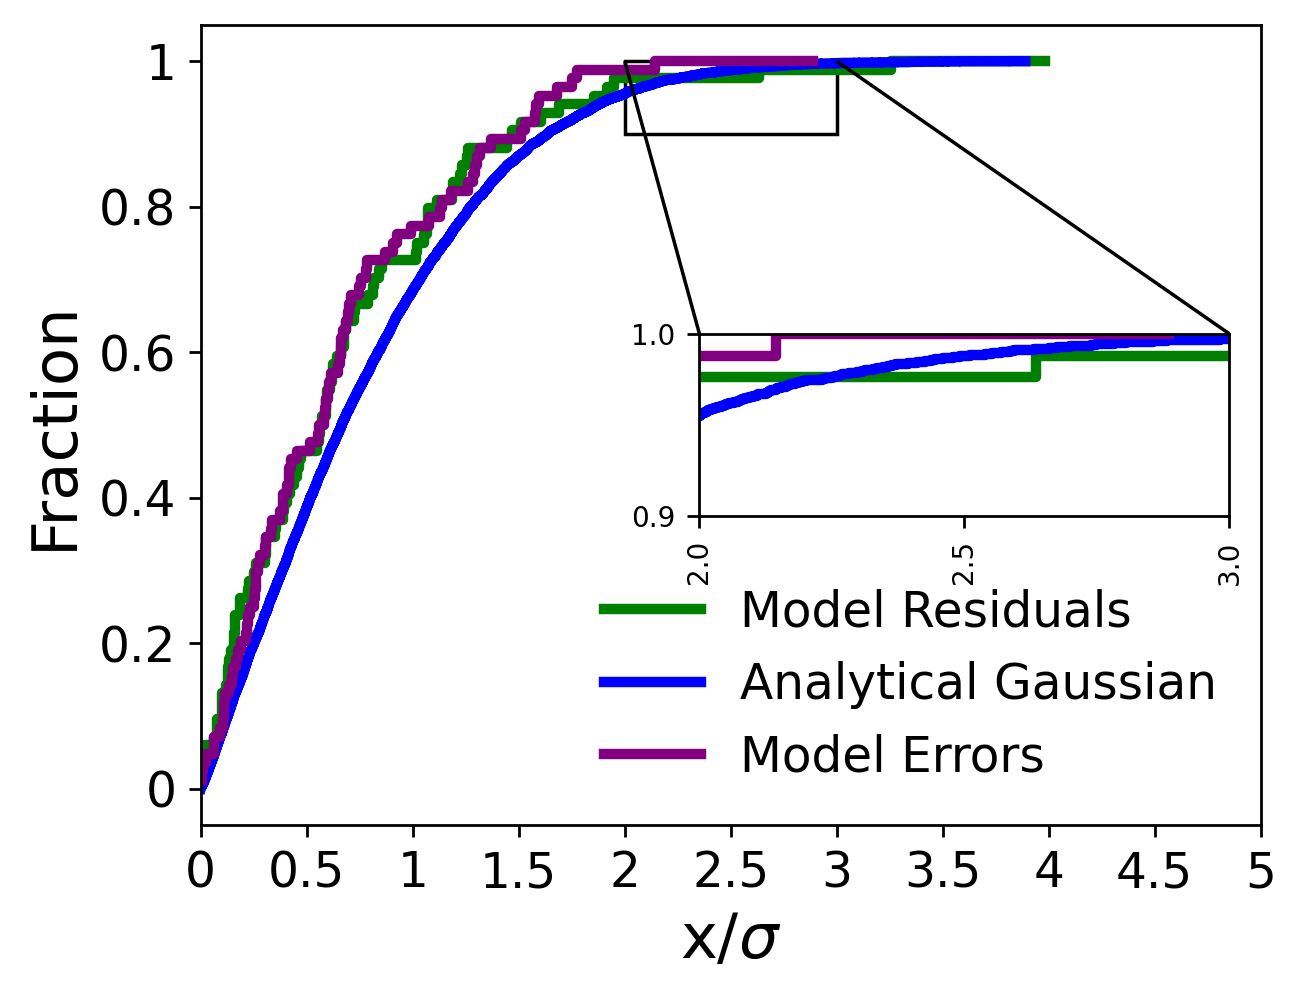 1
0.8
0.6
0.4
0.2
0
Fraction
0 0.5 1 1.5 2 2.5 3 3.5 4 4.5 5
x/σ
1.0
0.9
2.0 2.5 3.0
Model Residuals
Analytical Gaussian
Model Errors